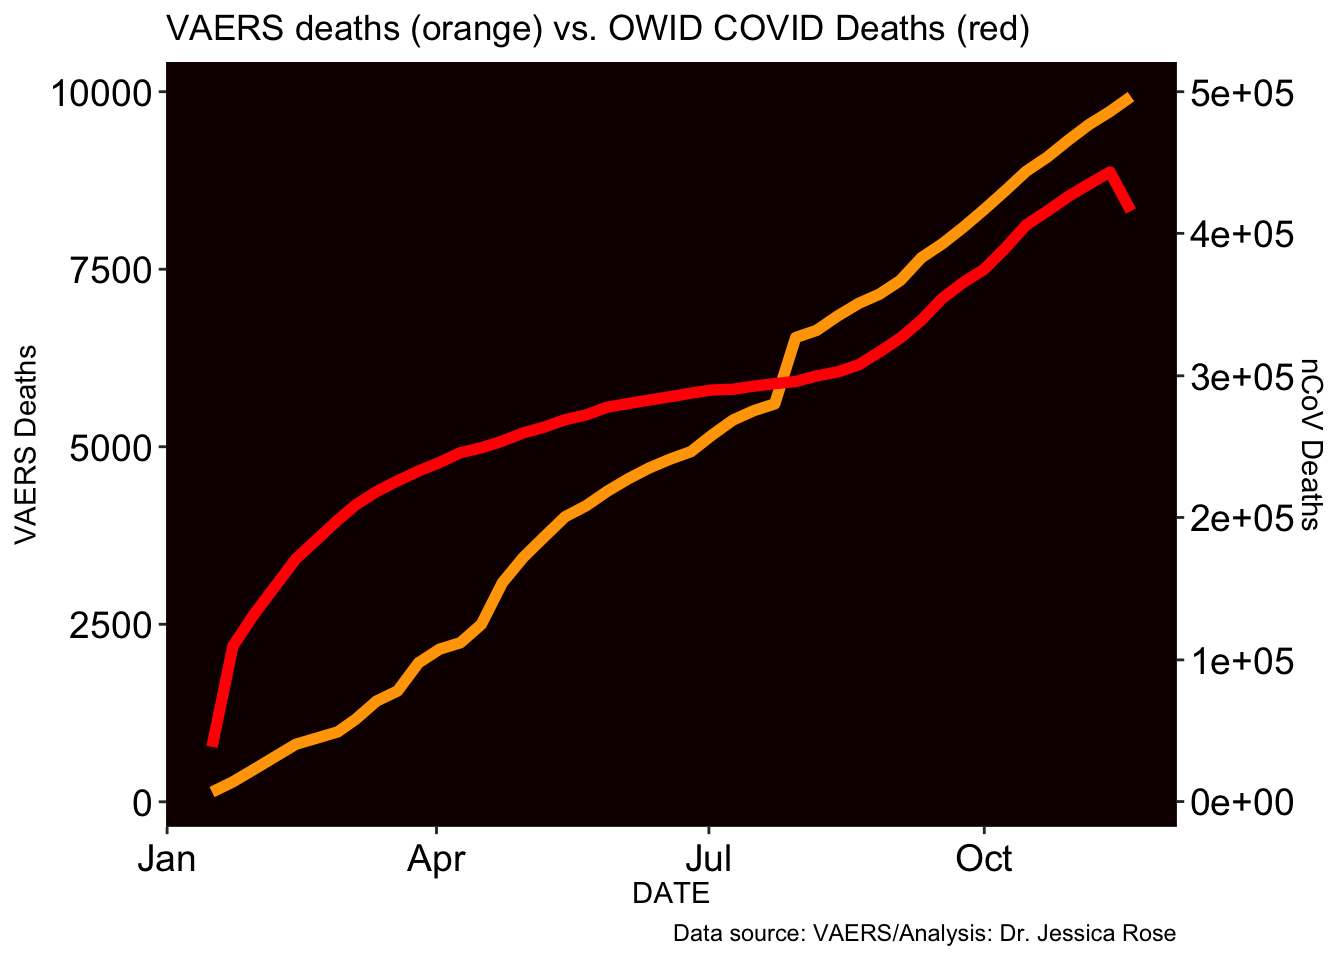 VAERS deaths (orange) vs. OWID COVID Deaths (red)
10000
7500
5000
2500
0
VAERS Deaths
5e+05
4e+05
3e+05
2e+05
1e+05
0e+00
nCoV Deaths
Jan Apr Jul Oct
DATE
Data source: VAERS/Analysis: Dr. Jessica Rose